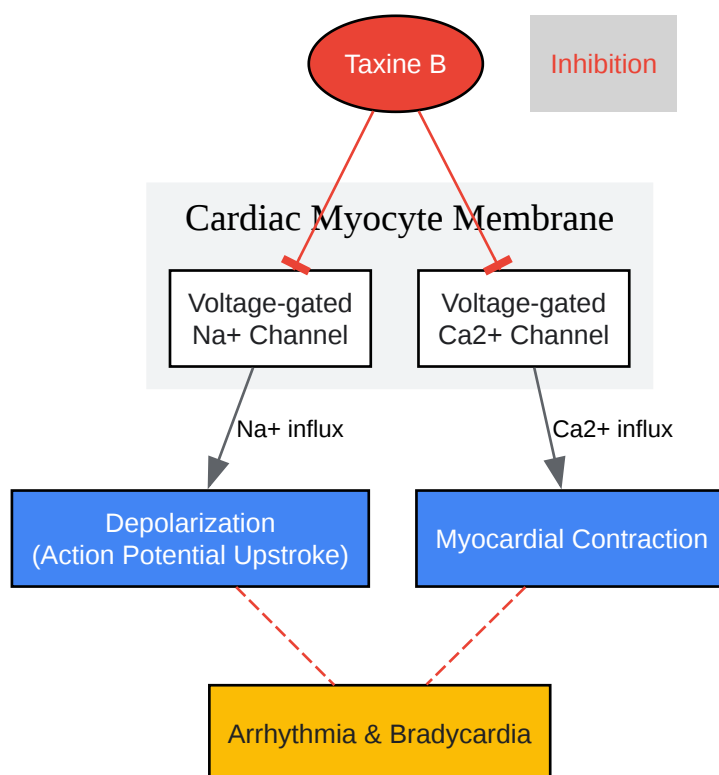 Taxine B
Inhibition
Cardiac Myocyte Membrane
Voltage-gated
Na+ Channel
Voltage-gated
Ca2+ Channel
Na+ influx
Ca2+ influx
Depolarization
(Action Potential Upstroke)
Myocardial Contraction
Arrhythmia & Bradycardia